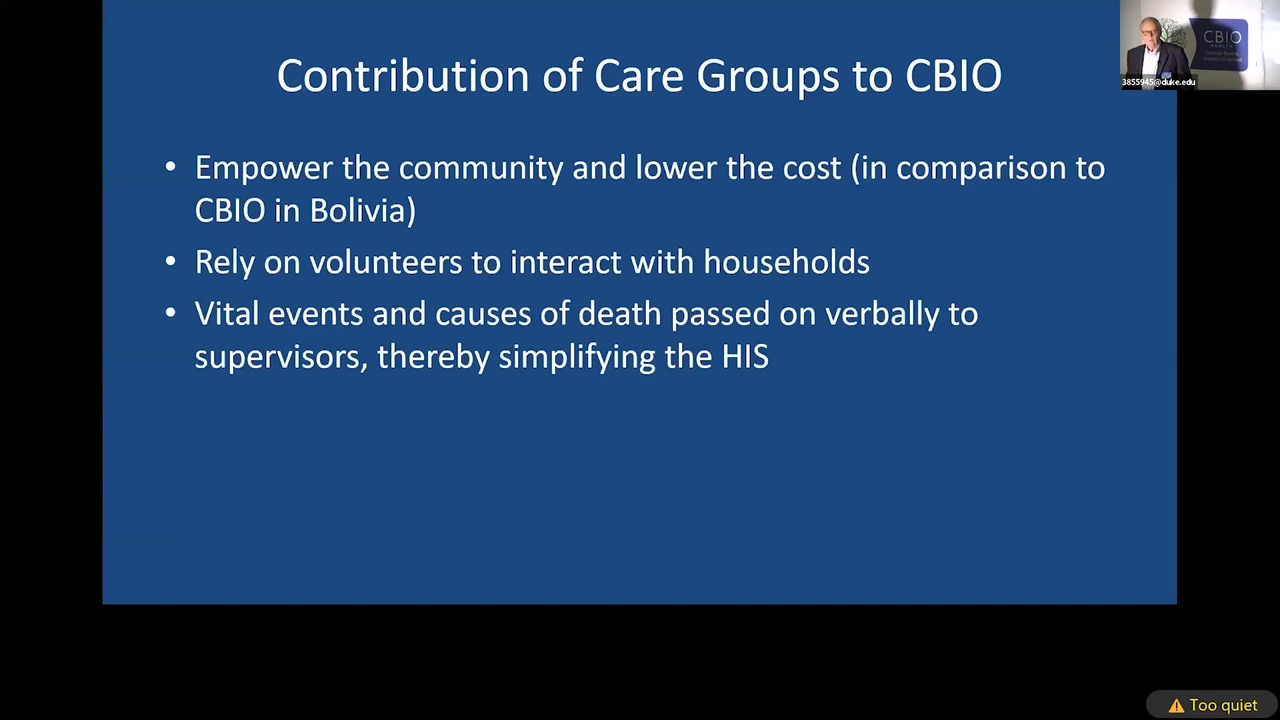 Contribution of Care Groups to CBIO
• Empower the community and lower the cost (in comparison to
CBIO in Bolivia)
• Rely on volunteers to interact with households
• Vital events and causes of death passed on verbally to
supervisors, thereby simplifying the HIS
CBIO
3855945@duke.edu
Too quiet